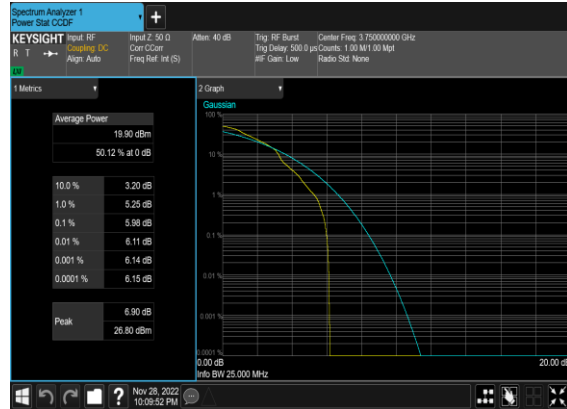 Spectrum Analyzer 1
Power Stat CCDF
KEYSIGHT
R T
LXI
Input: RF
Coupling: DC
Align: Auto
Input Z: 50 Ω
Corr CCorr
Freq Ref: Int (S)
Atten: 40 dB
Trig: RF Burst
Trig Delay: 500.0 µs
#IF Gain: Low
Center Freq: 3.750000000 GHz
Counts: 1.00 M/1.00 Mpt
Radio Std: None
1 Metrics
Average Power
19.90 dBm
50.12 % at 0 dB
10.0 % 3.20 dB
1.0 % 5.25 dB
0.1 % 5.98 dB
0.01 % 6.11 dB
0.001 % 6.14 dB
0.0001 % 6.15 dB
Peak
6.90 dB
26.80 dBm
2 Graph
Gaussian
100 %
10 %
1 %
0.1 %
0.01 %
0.001 %
0.0001 %
0.00 dB
20.00 dB
Info BW 25.000 MHz
Nov 28, 2022
10:09:52 PM